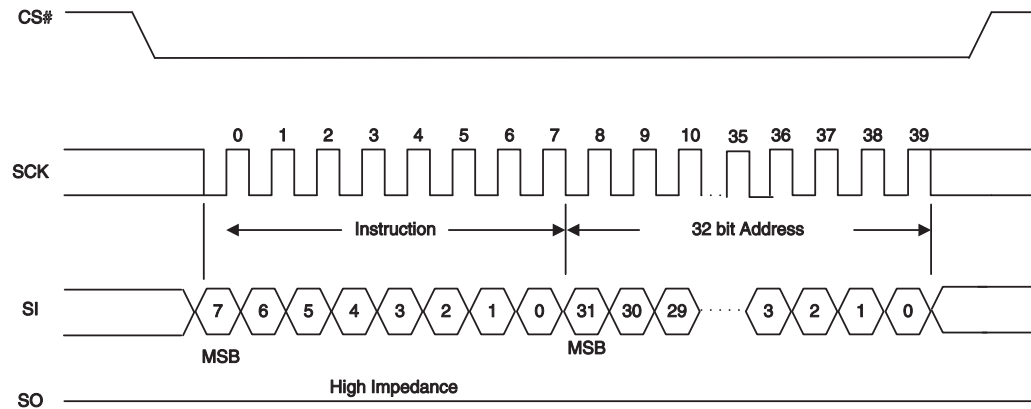 CS#
0 1 2 3 4 5 6 7 8 9 10 35 36 37 38 39
SCK
Instruction 32 bit Address
SI 7 6 5 4 3 2 1 0 31 30 29 ..... 3 2 1 0
MSB MSB
High Impedance
SO